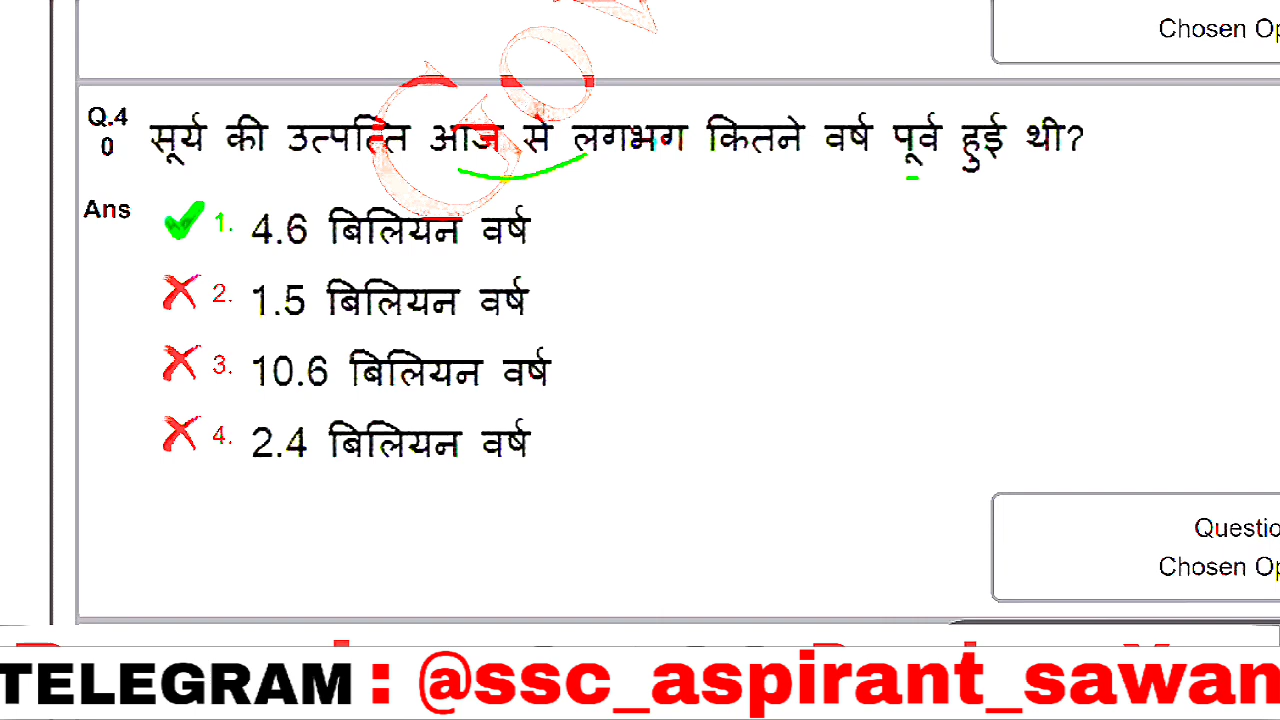 Chosen Op
Q.4
0
सूर्य की उत्पत्ति आज से लगभग कितने वर्ष पूर्व हुई थी?
Ans
1. 4.6 बिलियन वर्ष
2. 1.5 बिलियन वर्ष
3. 10.6 बिलियन वर्ष
4. 2.4 बिलियन वर्ष
Questio
Chosen Op
TELEGRAM : @ssc_aspirant_sawan